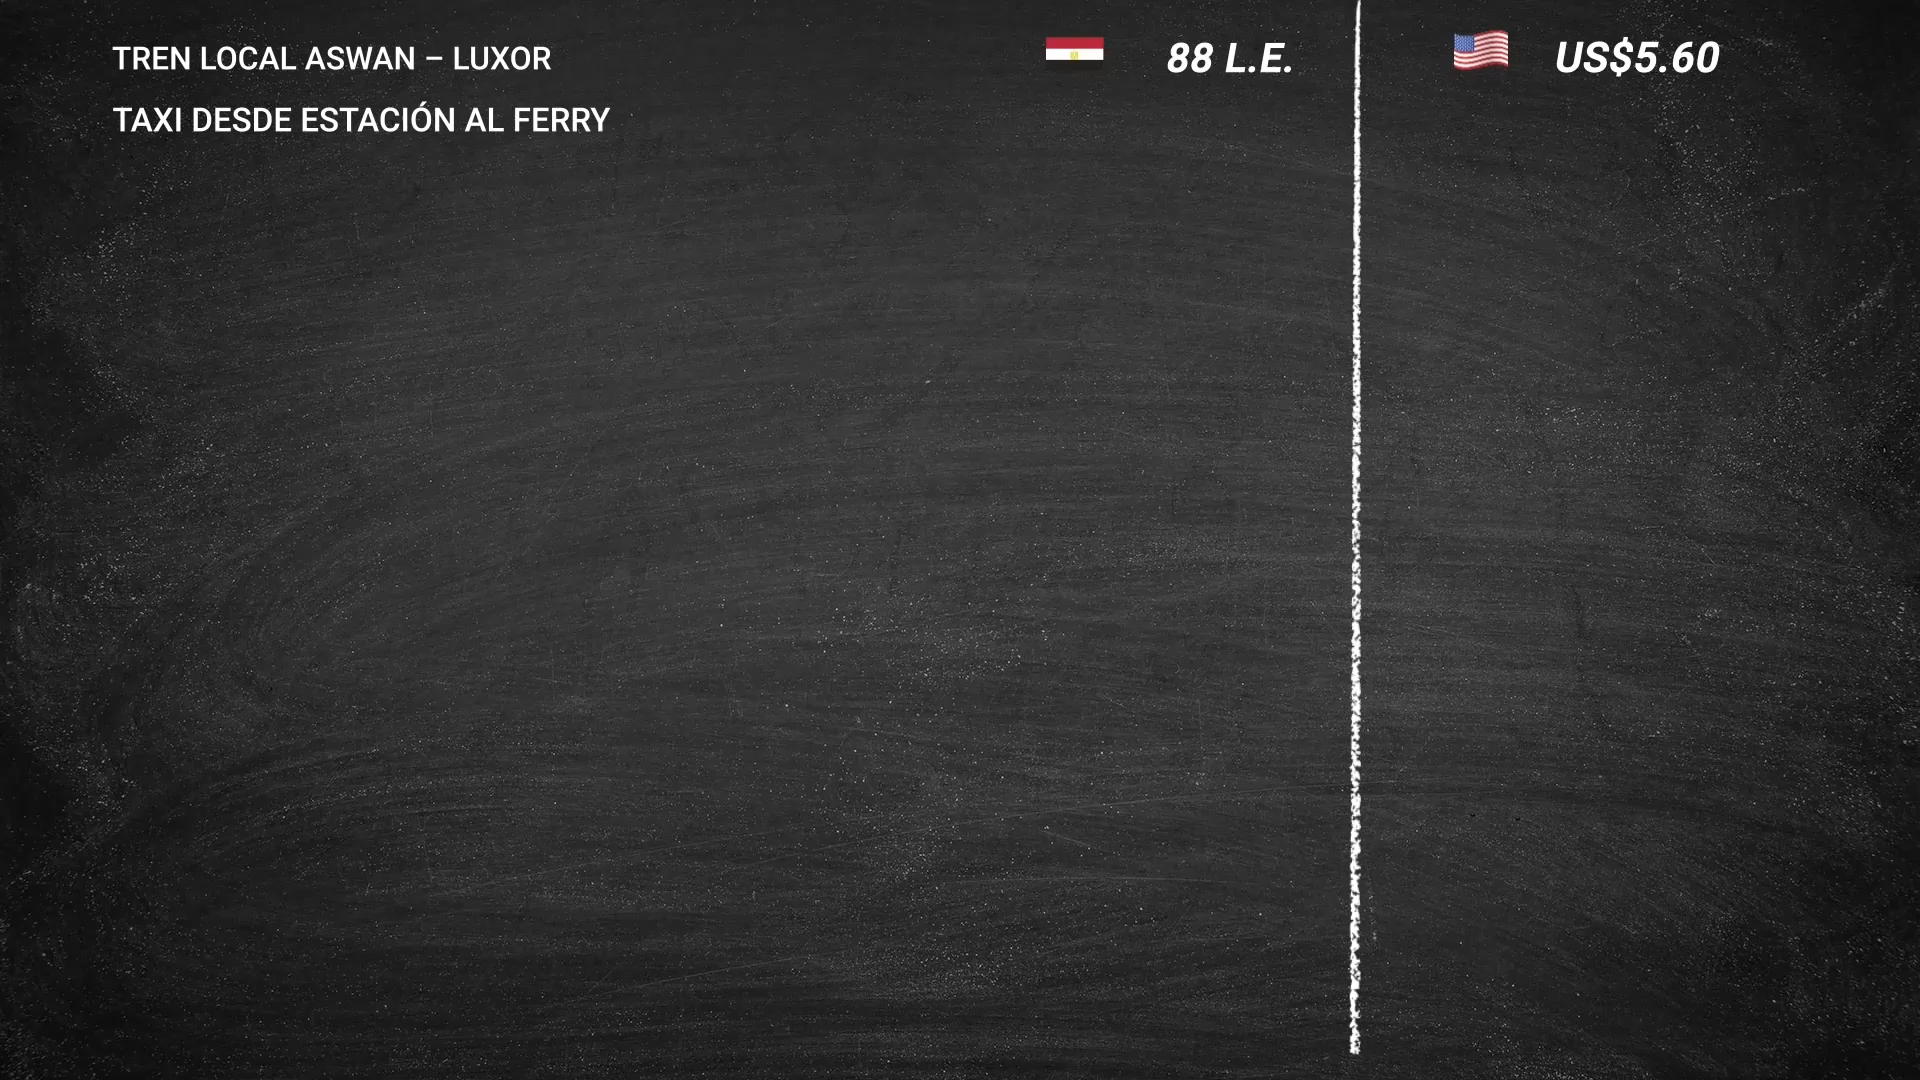 TREN LOCAL ASWAN – LUXOR 88 L.E. US$5.60
TAXI DESDE ESTACIÓN AL FERRY